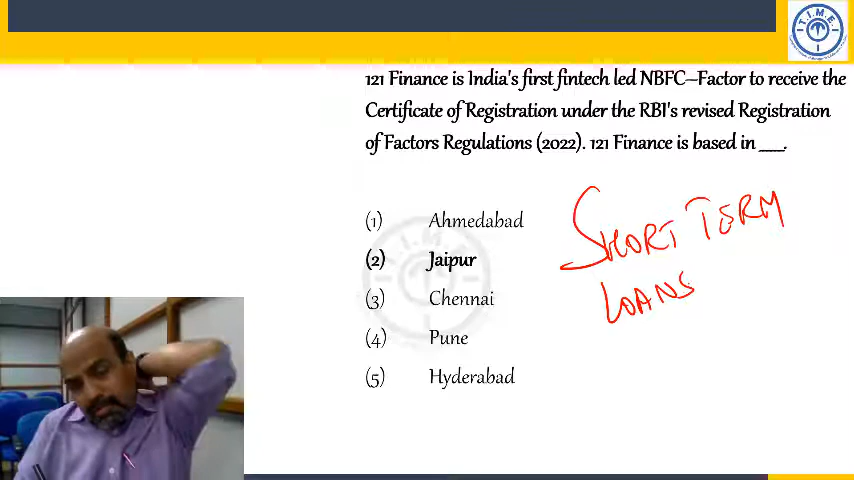 T.I.M.E.
121 Finance is India's first fintech led NBFC–Factor to receive the
Certificate of Registration under the RBI's revised Registration
of Factors Regulations (2022). 121 Finance is based in ___.
(1) Ahmedabad
(2) Jaipur
(3) Chennai
(4) Pune
(5) Hyderabad
SHORT TERM
LOANS